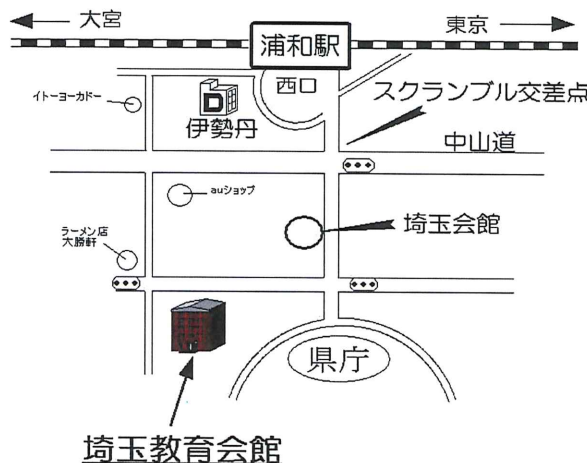 大宮
東京
浦和駅
西口
イトーヨーカドー
D
伊勢丹
スクランブル交差点
中山道
auショップ
埼玉会館
ラーメン店
大勝軒
県庁
埼玉教育会館